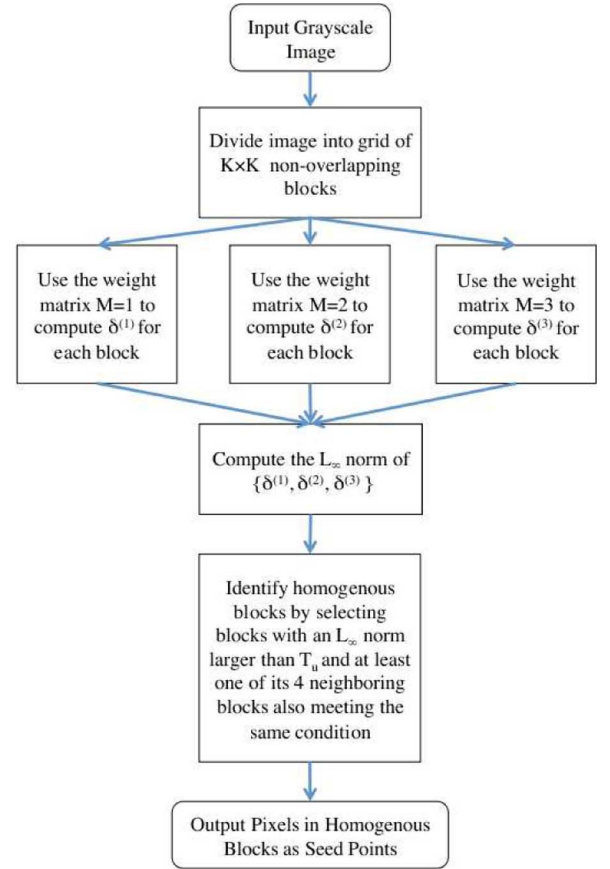 Input Grayscale
Image
Divide image into grid of
K×K non-overlapping
blocks
Use the weight
matrix M=1 to
compute δ⁽¹⁾ for
each block
Use the weight
matrix M=2 to
compute δ⁽²⁾ for
each block
Use the weight
matrix M=3 to
compute δ⁽³⁾ for
each block
Compute the L∞ norm of
{δ⁽¹⁾, δ⁽²⁾, δ⁽³⁾ }
Identify homogenous
blocks by selecting
blocks with an L∞ norm
larger than Tᵤ and at least
one of its 4 neighboring
blocks also meeting the
same condition
Output Pixels in Homogenous
Blocks as Seed Points